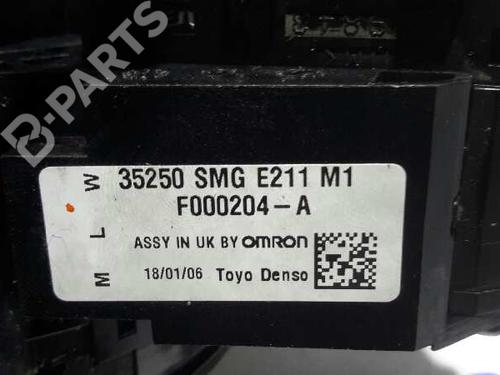 B-PARTS
35250 SMG E211 M1
F000204-A
ASSY IN UK BY OMRON
18/01/06 Toyo Denso
W
L
M